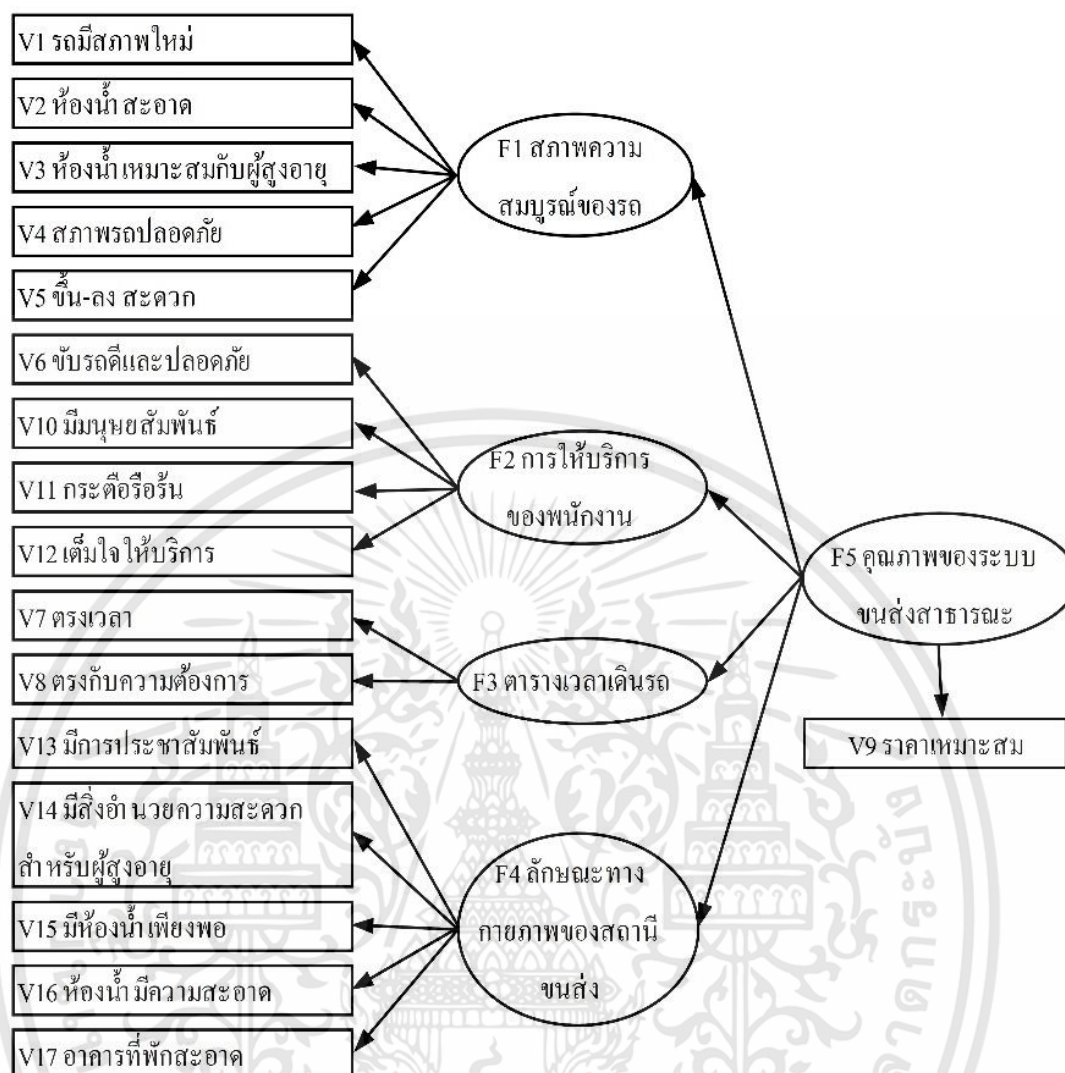 V1 รถมีสภาพใหม่
V2 ห้องน้ำ สะอาด
V3 ห้องน้ำ เหมาะสมกับผู้สูงอายุ
V4 สภาพรถปลอดภัย
V5 ขึ้น-ลง สะดวก
V6 ขับรถดีและปลอดภัย
V10 มีมนุษยสัมพันธ์
V11 กระตือรือร้น
V12 เต็มใจให้บริการ
V7 ตรงเวลา
V8 ตรงกับความต้องการ
V13 มีการประชาสัมพันธ์
V14 มีสิ่งอำนวยความสะดวก
สำหรับผู้สูงอายุ
V15 มีห้องน้ำ เพียงพอ
V16 ห้องน้ำ มีความสะอาด
V17 อาคารที่พักสะอาด
F1 สภาพความ
สมบูรณ์ของรถ
F2 การให้บริการ
ของพนักงาน
F3 ตารางเวลาเดินรถ
F4 ลักษณะทาง
กายภาพของสถานี
ขนส่ง
F5 คุณภาพของระบบ
ขนส่งสาธารณะ
V9 ราคาเหมาะสม